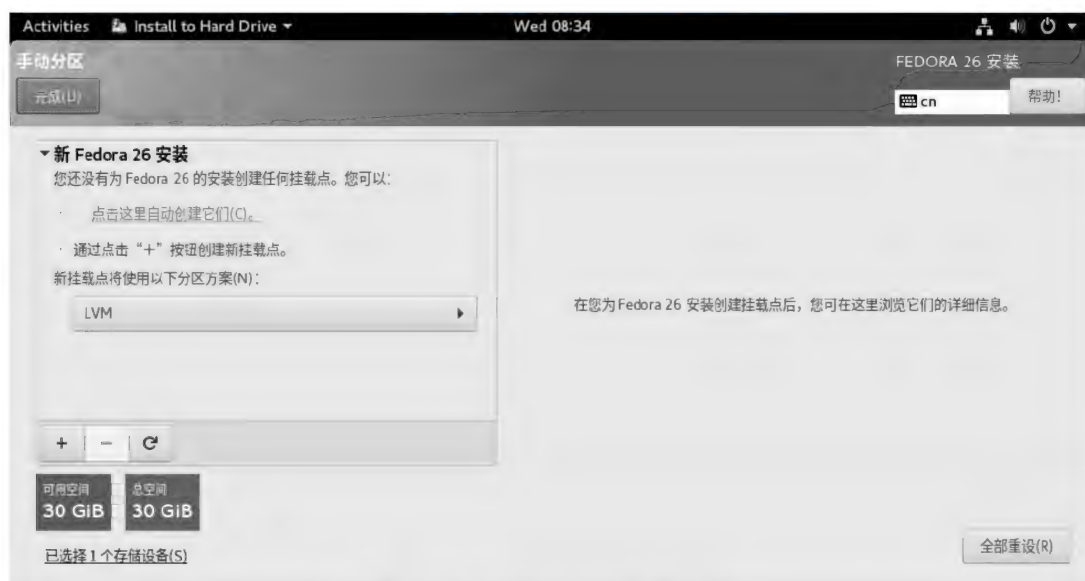 Activities Install to Hard Drive Wed 08:34
手动分区
FEDORA 26 安装
完成(U)
cn
帮助！
新 Fedora 26 安装
您还没有为 Fedora 26 的安装创建任何挂载点。您可以：
· 点击这里自动创建它们(C)。
· 通过点击“+”按钮创建新挂载点。
新挂载点将使用以下分区方案(N)：
LVM
在您为 Fedora 26 安装创建挂载点后，您可在这里浏览它们的详细信息。
+ −
可用空间 总空间
30 GiB 30 GiB
已选择 1 个存储设备(S)
全部重设(R)